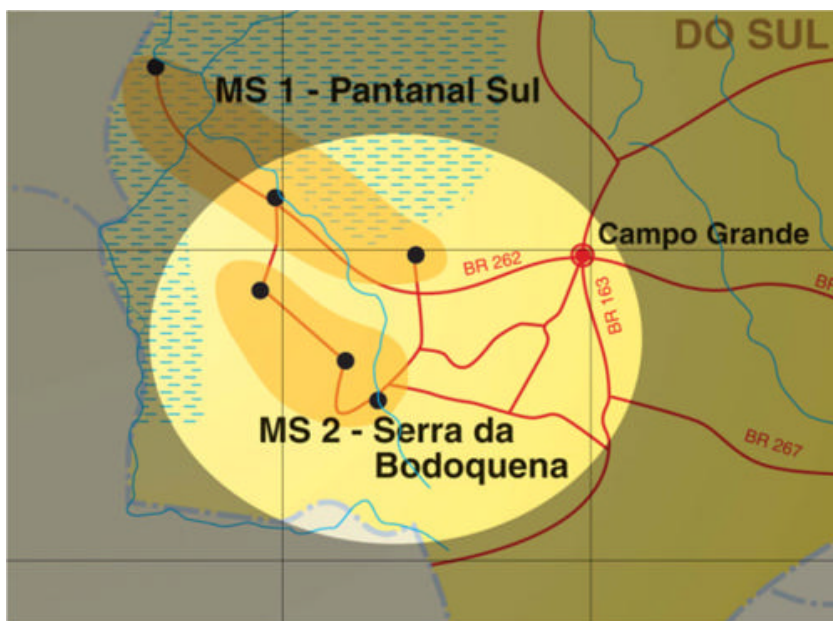 DO SUL
MS 1 - Pantanal Sul
Campo Grande
BR 262
BR 163
BR
MS 2 - Serra da
Bodoquena
BR 267